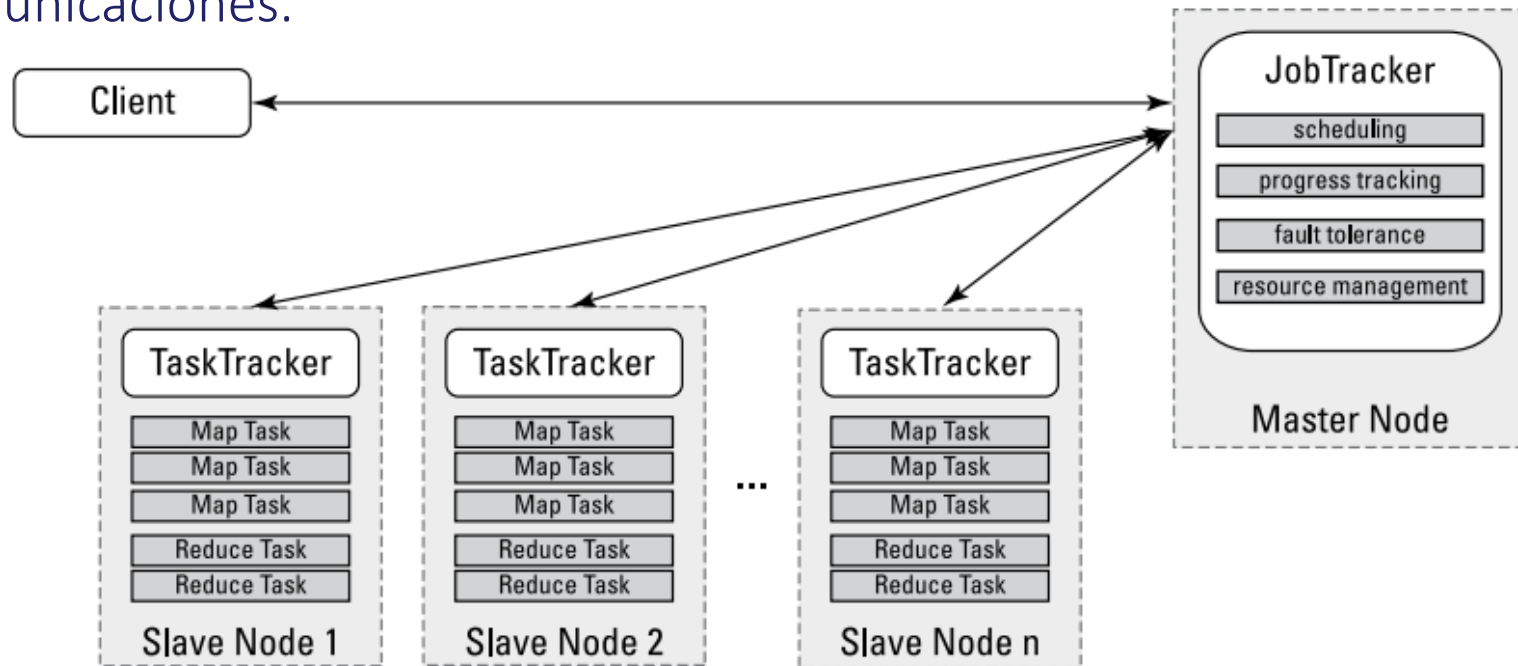 unicaciones.
Client
JobTracker
scheduling
progress tracking
fault tolerance
resource management
Master Node
TaskTracker
Map Task
Map Task
Map Task
Reduce Task
Reduce Task
Slave Node 1
TaskTracker
Map Task
Map Task
Map Task
Reduce Task
Reduce Task
Slave Node 2
...
TaskTracker
Map Task
Map Task
Map Task
Reduce Task
Reduce Task
Slave Node n